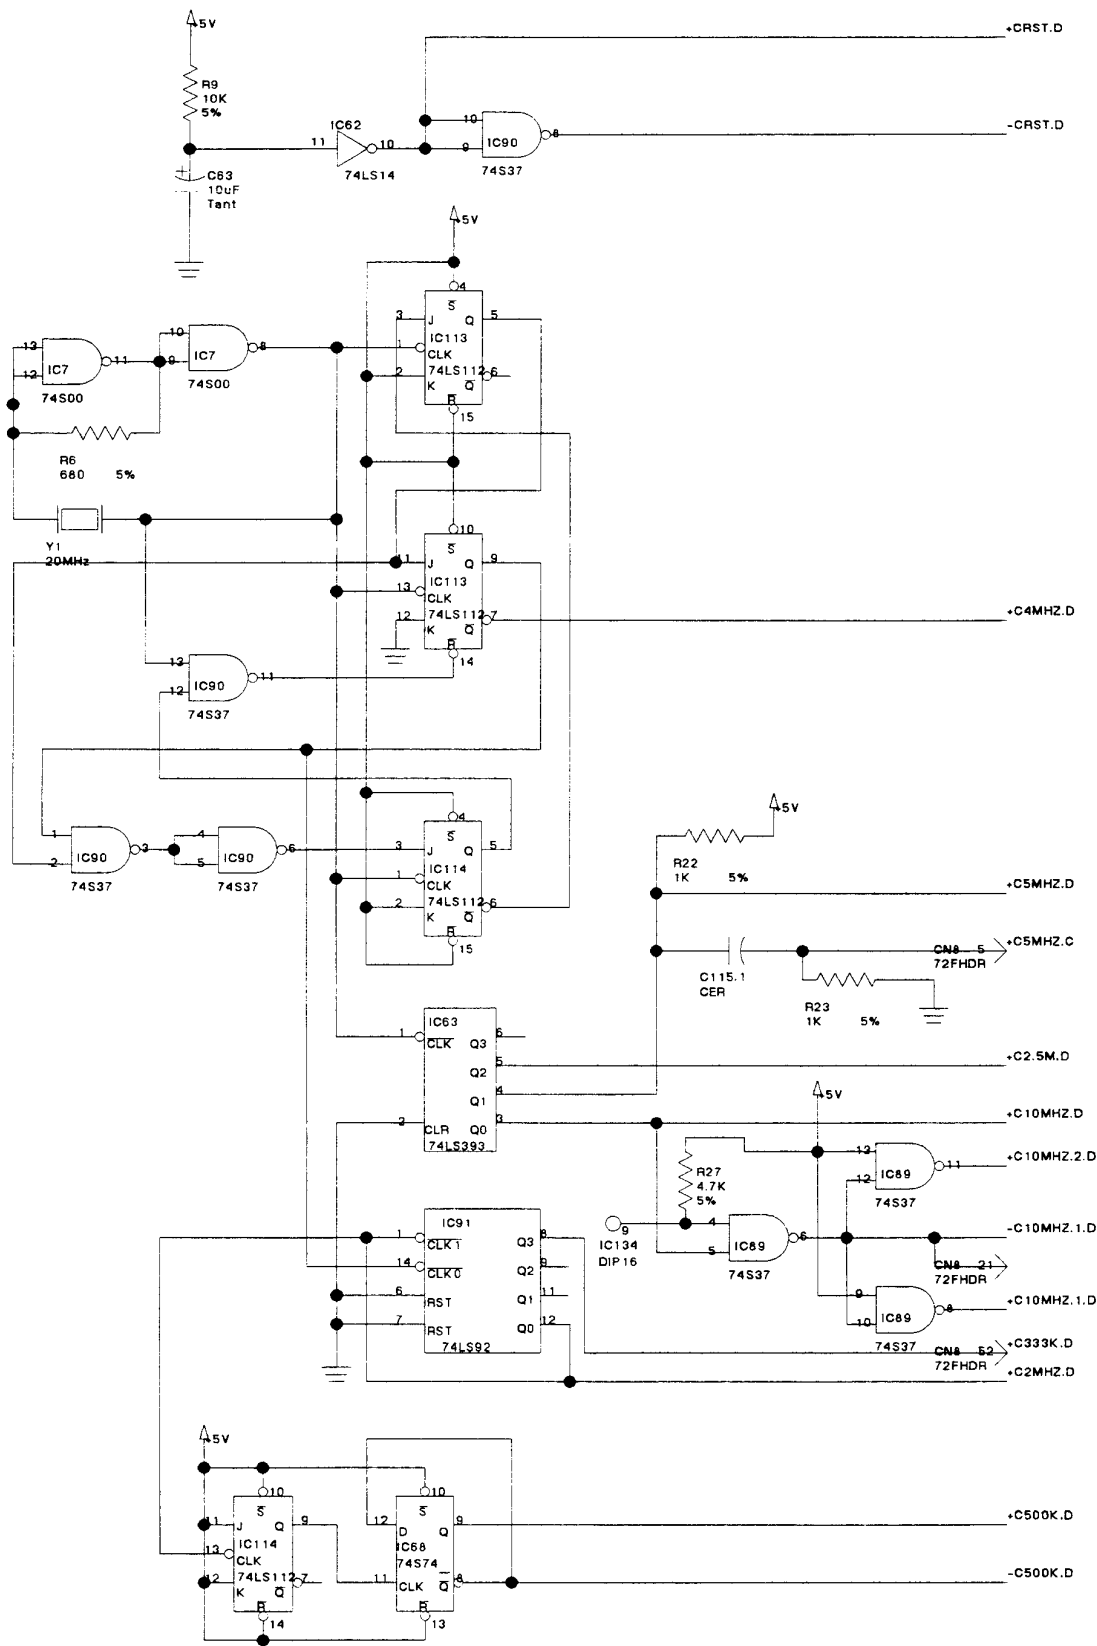 +5V
+CRST.D
R9
10K
5%
IC62
11
10
74LS14
10
9
IC90
8
74S37
-CRST.D
+
C63
10uF
Tant
+5V
4
S
3
J
Q
5
IC113
1
CLK
74LS112
2
K
Q
6
R
15
13
12
IC7
11
74S00
10
9
IC7
8
74S00
R6
680
5%
Y1
20MHz
10
S
11
J
Q
9
IC113
13
CLK
74LS112
12
K
Q
7
R
14
+C4MHZ.D
13
12
IC90
11
74S37
1
2
IC90
3
74S37
4
5
IC90
6
74S37
4
S
3
J
Q
5
IC114
1
CLK
74LS112
2
K
Q
6
R
15
+5V
R22
1K
5%
+C5MHZ.D
+C5MHZ.C
CN8
5
72FHDR
C115.1
CER
R23
1K
5%
IC63
1
CLK
Q3
6
Q2
5
Q1
4
2
CLR
Q0
3
74LS393
+C2.5M.D
+5V
+C10MHZ.D
+C10MHZ.2.D
13
12
IC89
11
74S37
R27
4.7K
5%
9
IC134
DIP16
4
5
IC89
6
74S37
-C10MHZ.1.D
CN8
21
72FHDR
+C10MHZ.1.D
9
10
IC89
8
74S37
IC91
1
CLK1
Q3
8
14
CLK0
Q2
9
6
RST
Q1
11
7
RST
Q0
12
74LS92
CN8
52
72FHDR
+C333K.D
+C2MHZ.D
+5V
10
S
11
J
Q
9
IC114
13
CLK
74LS112
12
K
Q
7
R
14
10
S
12
D
Q
9
IC68
74S74
11
CLK
Q
8
R
13
+C500K.D
-C500K.D